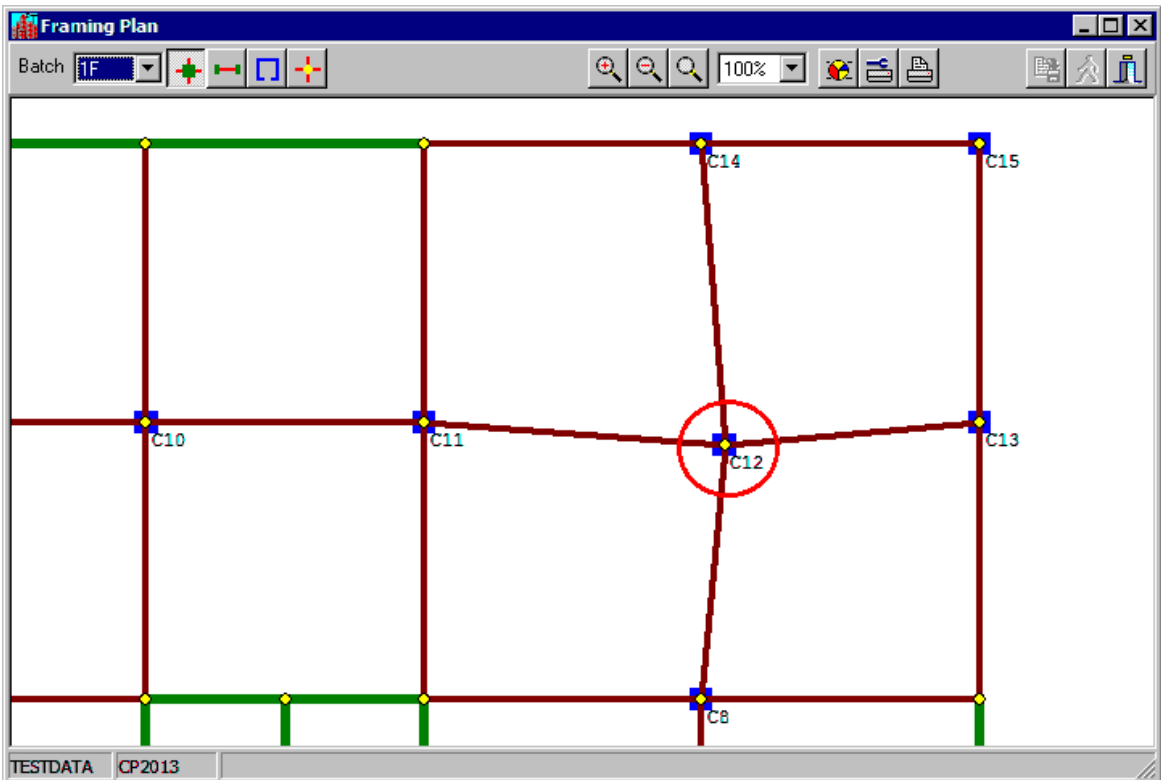 Framing Plan
Batch 1F 100%
C14 C15
C10 C11 C13
C12
C8
TESTDATA CP2013